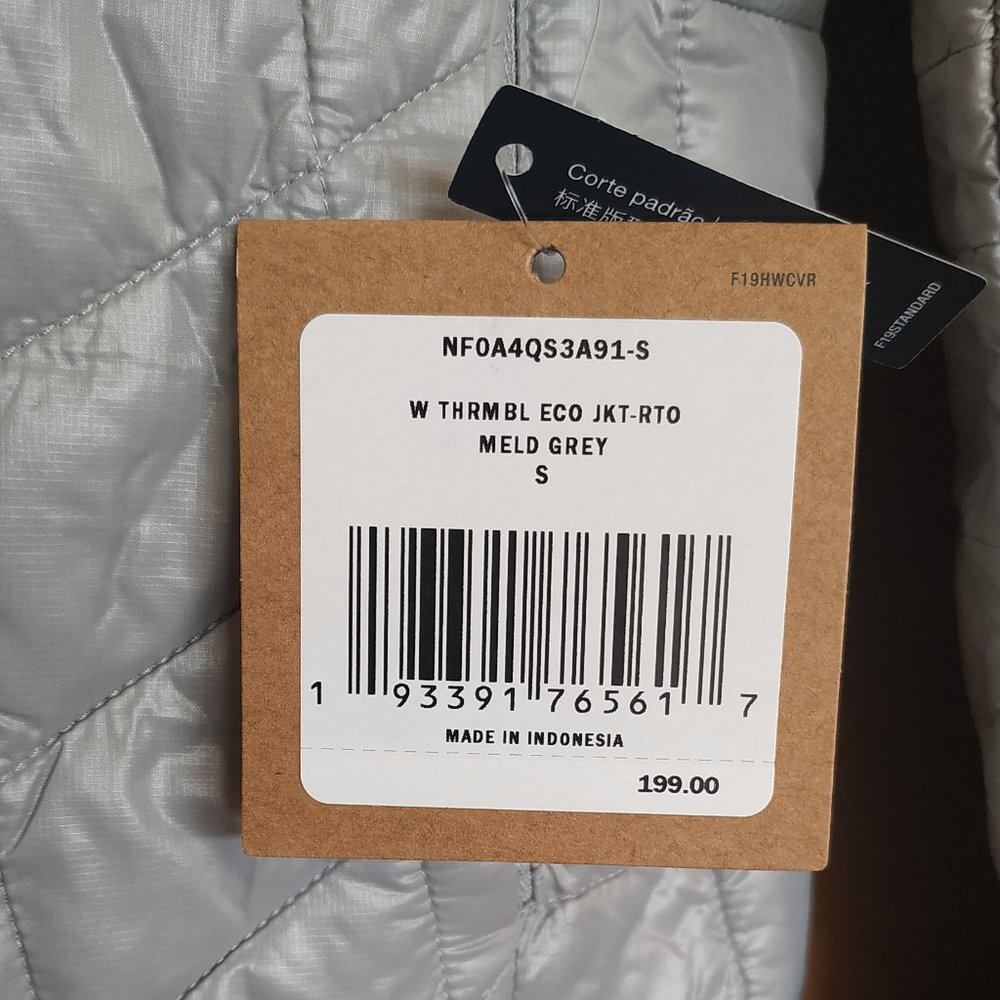 Corte padrão
标准版
F19HWCVR
F19STANDARD
NF0A4QS3A91-S
W THRMBL ECO JKT-RTO
MELD GREY
S
1 93391 76561 7
MADE IN INDONESIA
199.00